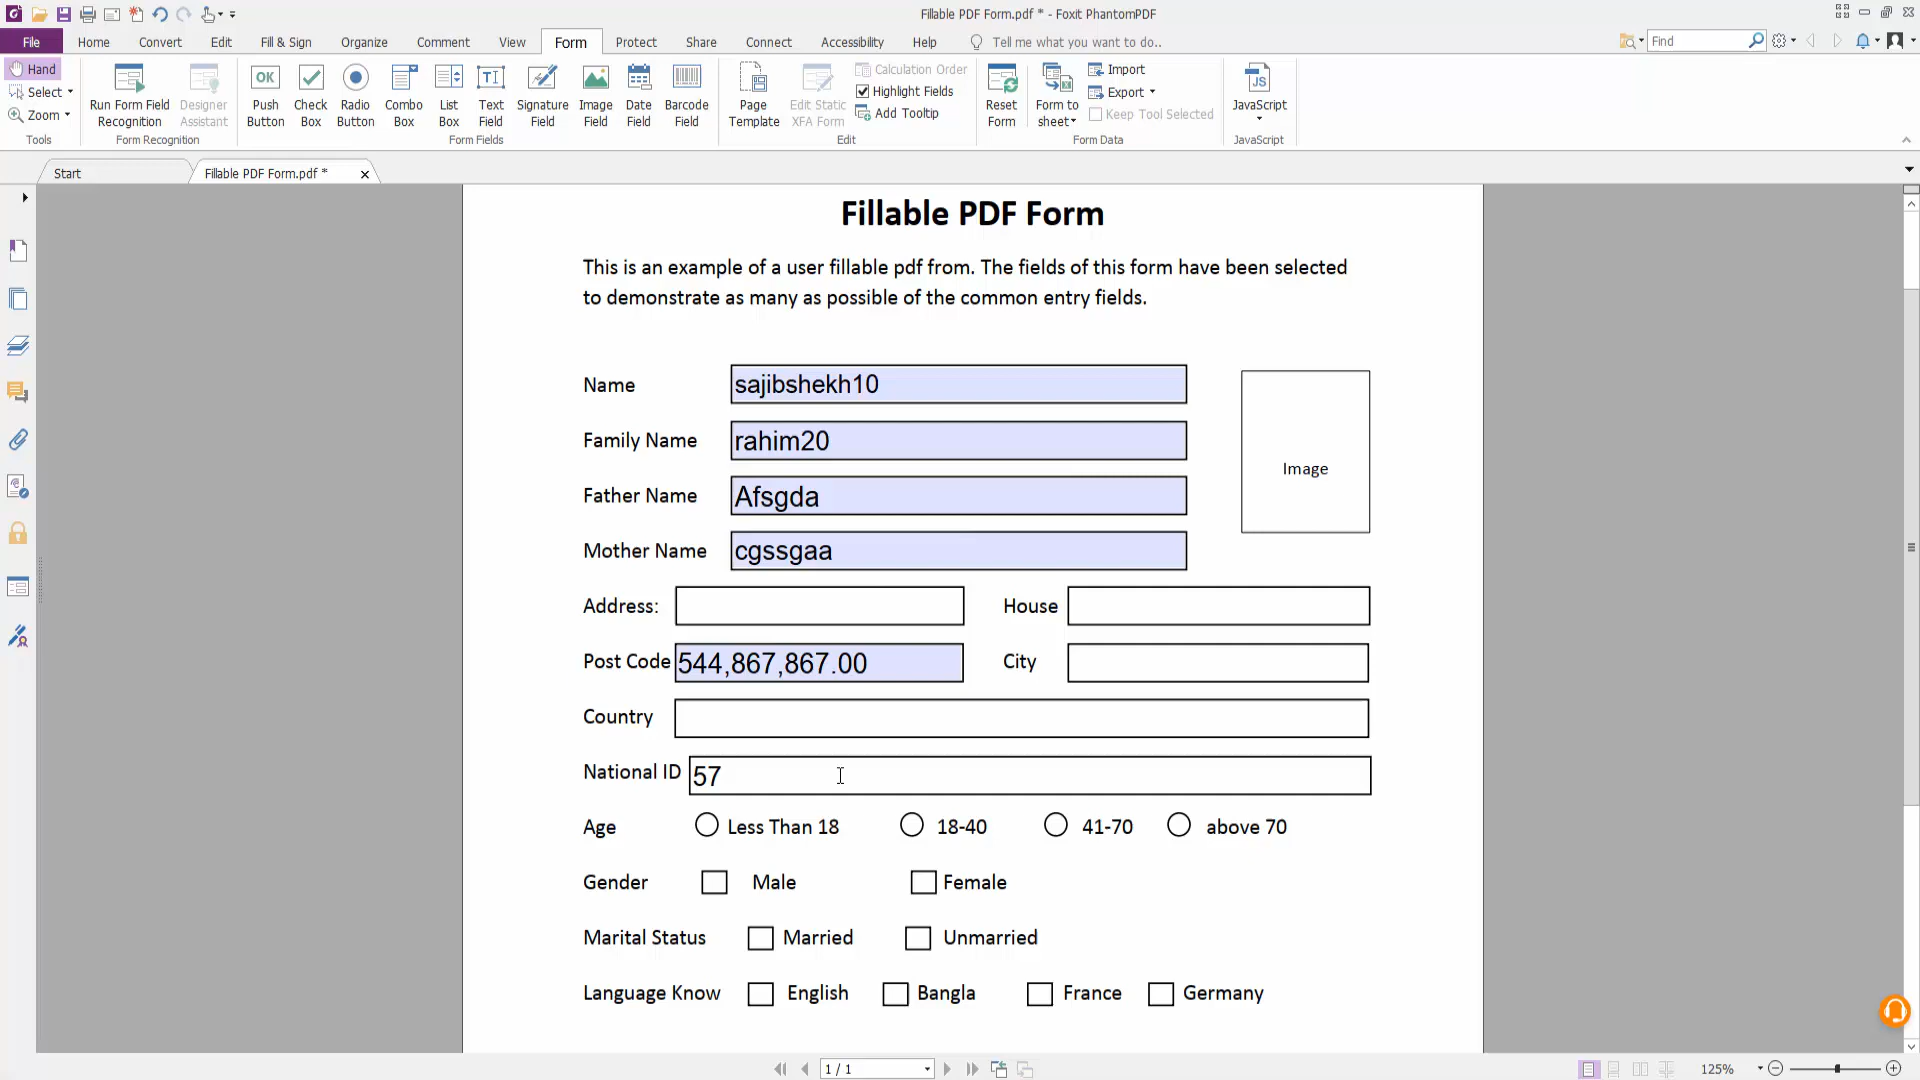 Fillable PDF Form.pdf * - Foxit PhantomPDF
File Home Convert Edit Fill & Sign Organize Comment View Form Protect Share Connect Accessibility Help Tell me what you want to do.. Find
Hand
Select
Zoom
Tools
Run Form Field Recognition
Designer Assistant
Form Recognition
Push Button
Check Box
Radio Button
Combo Box
List Box
Text Field
Signature Field
Image Field
Date Field
Barcode Field
Form Fields
Page Template
Edit Static XFA Form
Calculation Order
Highlight Fields
Add Tooltip
Edit
Reset Form
Form to sheet
Import
Export
Keep Tool Selected
Form Data
JavaScript
JavaScript
Start Fillable PDF Form.pdf *
Fillable PDF Form
This is an example of a user fillable pdf from. The fields of this form have been selected
to demonstrate as many as possible of the common entry fields.
Name sajibshekh10
Family Name rahim20
Image
Father Name Afsgda
Mother Name cgssgaa
Address: House
Post Code 544,867,867.00 City
Country
National ID 57
Age Less Than 18 18-40 41-70 above 70
Gender Male Female
Marital Status Married Unmarried
Language Know English Bangla France Germany
1 / 1 125%